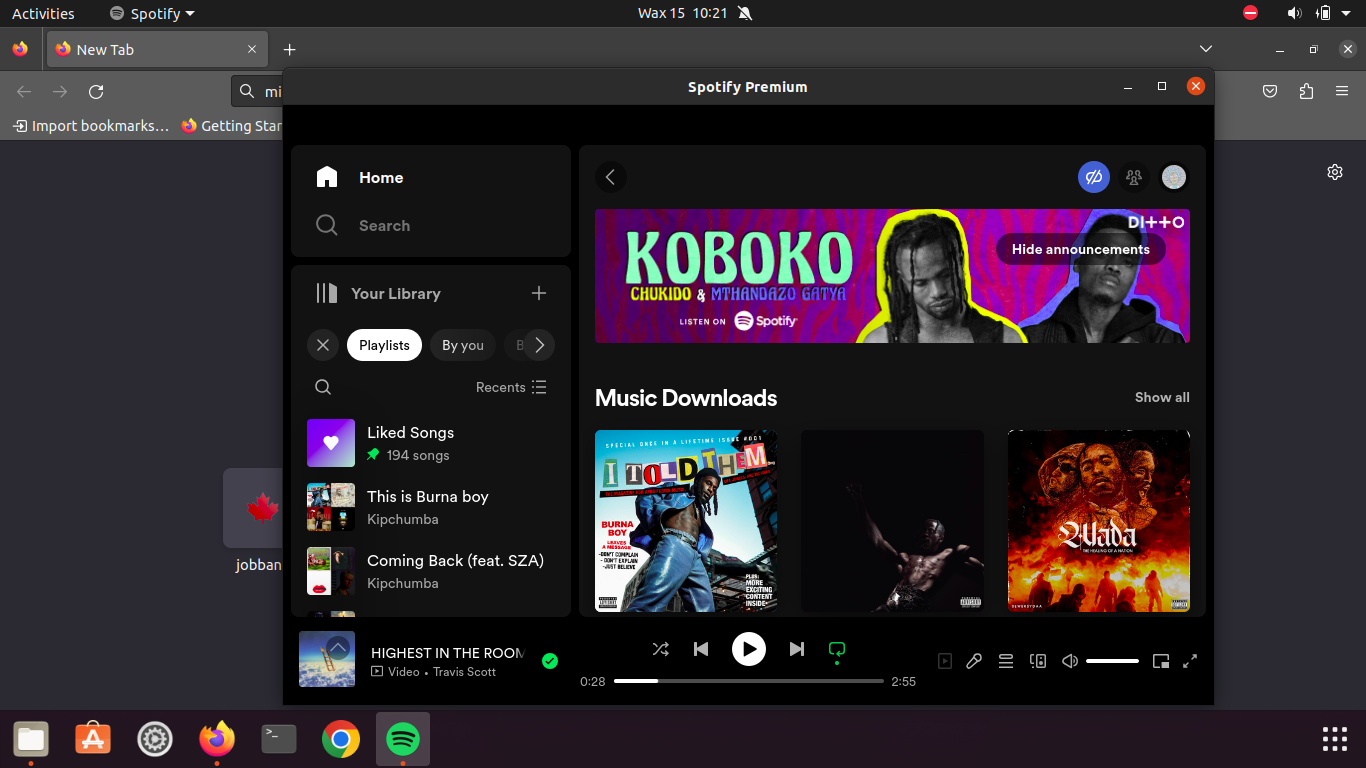 Activities
Spotify
Wax 15 10:21
New Tab
mi
Import bookmarks…
Getting Star
Spotify Premium
Home
Search
Your Library
Playlists
By you
B
Recents
Liked Songs
194 songs
This is Burna boy
Kipchumba
Coming Back (feat. SZA)
Kipchumba
DITTO
Hide announcements
KOBOKO
CHUKIDO & MTHANDAZO GATYA
LISTEN ON Spotify
Music Downloads
Show all
SPECIAL ONCE IN A LIFETIME ISSUE #001
I TOLD THEM...
BURNA BOY
LEAVES A MESSAGE
-DON'T COMPLAIN
-DON'T EXPLAIN
-JUST BELIEVE
PLUS:
MORE
EXCITING
CONTENT
INSIDE+
THE HEALING OF A NATION
jobban
HIGHEST IN THE ROOM
Video • Travis Scott
0:28
2:55